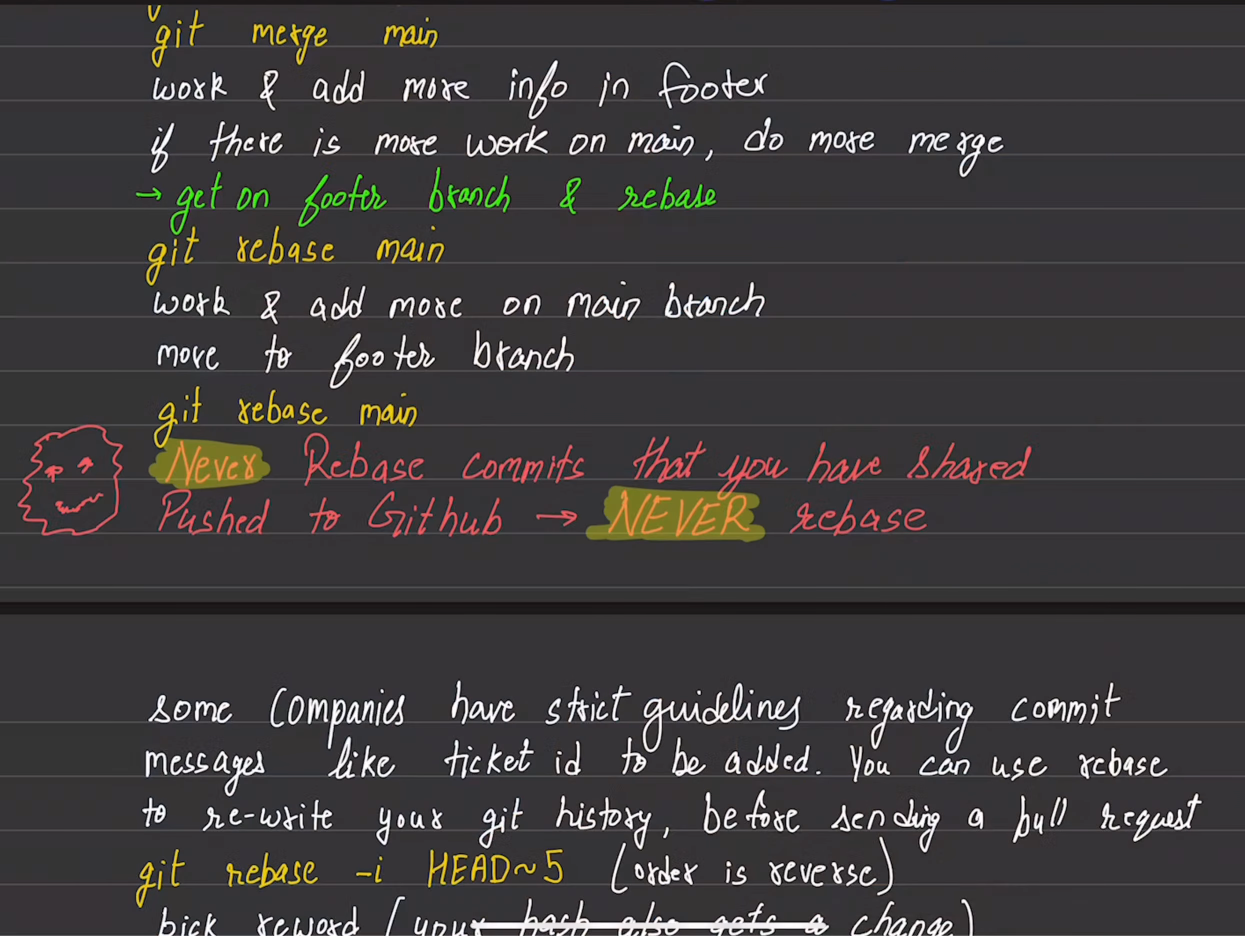 git merge main
work & add more info in footer
if there is more work on main, do more merge
→ get on footer branch & rebase
git rebase main
work & add more on main branch
move to footer branch
git rebase main
Never Rebase commits that you have shared
Pushed to Github → NEVER rebase
some companies have strict guidelines regarding commit
messages like ticket id to be added. You can use rebase
to re-write your git history, before sending a pull request
git rebase -i HEAD~5 (order is reverse)
pick reword (your hash also gets a change)